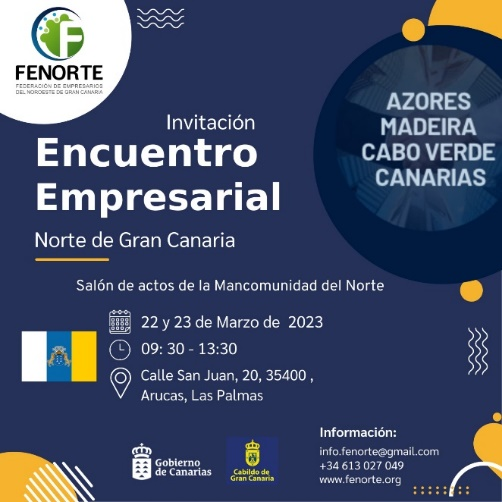 FENORTE
FEDERACIÓN DE EMPRESARIOS
DEL NOROESTE DE GRAN CANARIA
AZORES
MADEIRA
CABO VERDE
CANARIAS
Invitación
Encuentro
Empresarial
Norte de Gran Canaria
Salón de actos de la Mancomunidad del Norte
22 y 23 de Marzo de 2023
09: 30 - 13:30
Calle San Juan, 20, 35400 ,
Arucas, Las Palmas
Gobierno
de Canarias
Cabildo de
Gran Canaria
Información:
info.fenorte@gmail.com
+34 613 027 049
www.fenorte.org